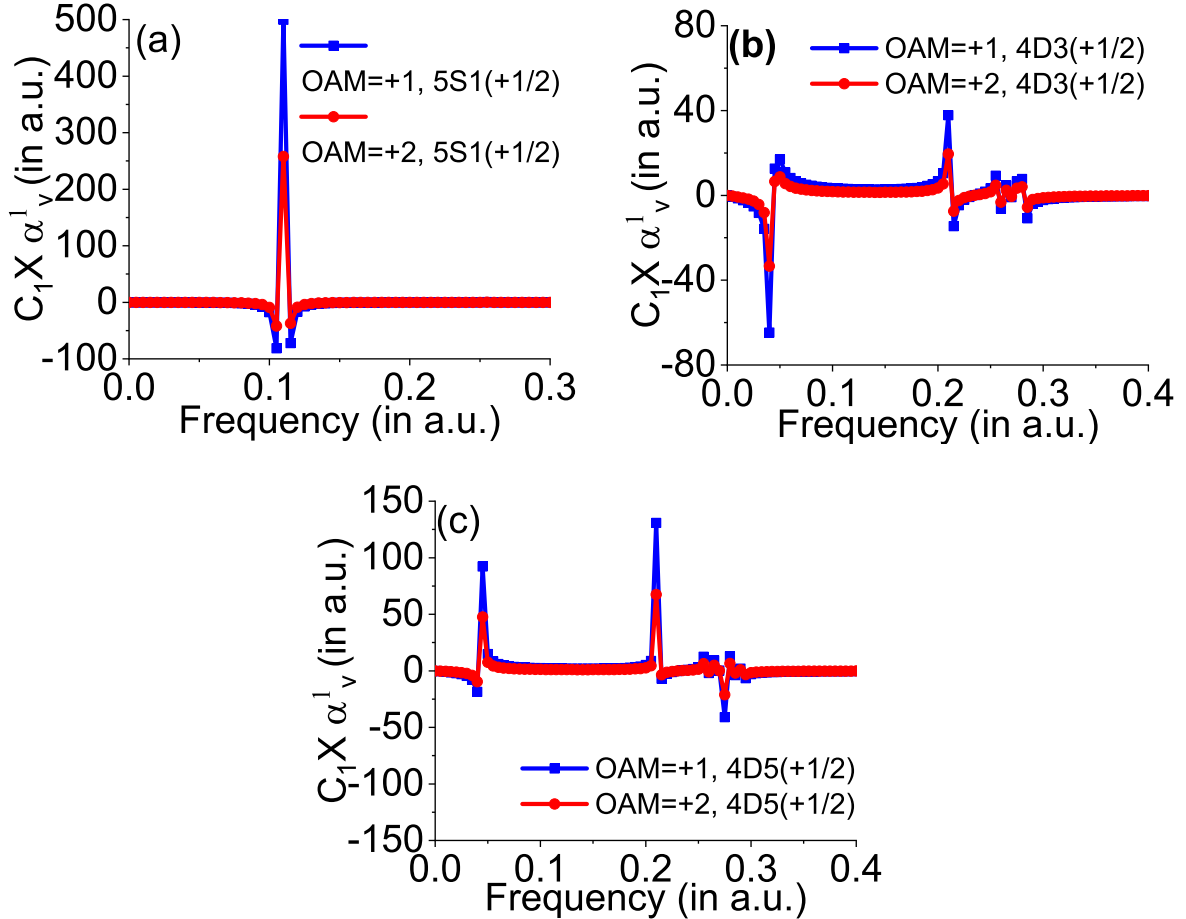 (a)
500
400
300
200
100
0
-100
C₁X α¹ᵥ(in a.u.)
OAM=+1, 5S1(+1/2)
OAM=+2, 5S1(+1/2)
0.0 0.1 0.2 0.3
Frequency (in a.u.)
(b)
80
40
0
-40
-80
C₁X α¹ᵥ(in a.u.)
OAM=+1, 4D3(+1/2)
OAM=+2, 4D3(+1/2)
0.0 0.1 0.2 0.3 0.4
Frequency (in a.u.)
(c)
150
100
50
0
-50
-100
-150
C₁X α¹ᵥ(in a.u.)
OAM=+1, 4D5(+1/2)
OAM=+2, 4D5(+1/2)
0.0 0.1 0.2 0.3 0.4
Frequency (in a.u.)